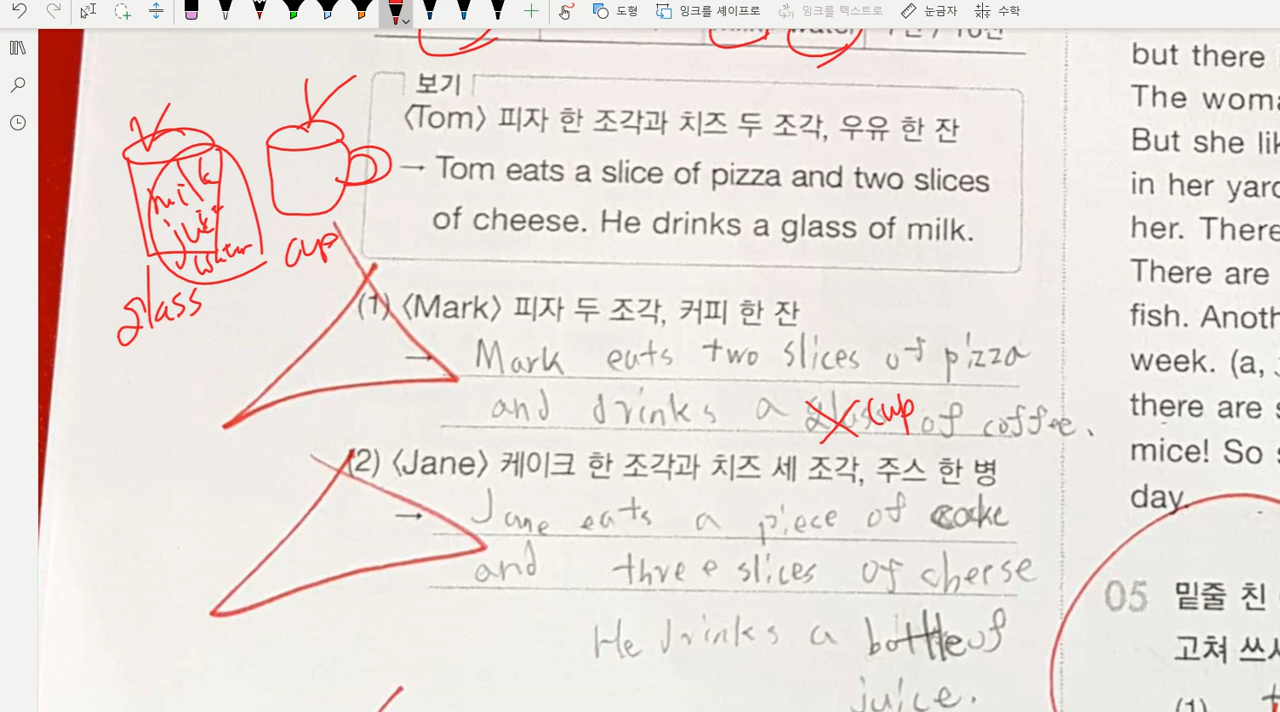 도형
잉크를 셰이프로
잉크를 텍스트로
눈금자
수학
보기
〈Tom〉 피자 한 조각과 치즈 두 조각, 우유 한 잔
→ Tom eats a slice of pizza and two slices
of cheese. He drinks a glass of milk.
milk
water
glass
cup
(1) 〈Mark〉 피자 두 조각, 커피 한 잔
→ Mark eats two slices of pizza
and drinks a glass cup of coffee.
(2) 〈Jane〉 케이크 한 조각과 치즈 세 조각, 주스 한 병
→ Jane eats a piece of cake
and three slices of cheese
He drinks a bottle of
juice.
but there
The
But she
in her
her. There
There are
fish.
week. (a,
there are
mice! So
day.
05 밑줄 친
고쳐
(1)